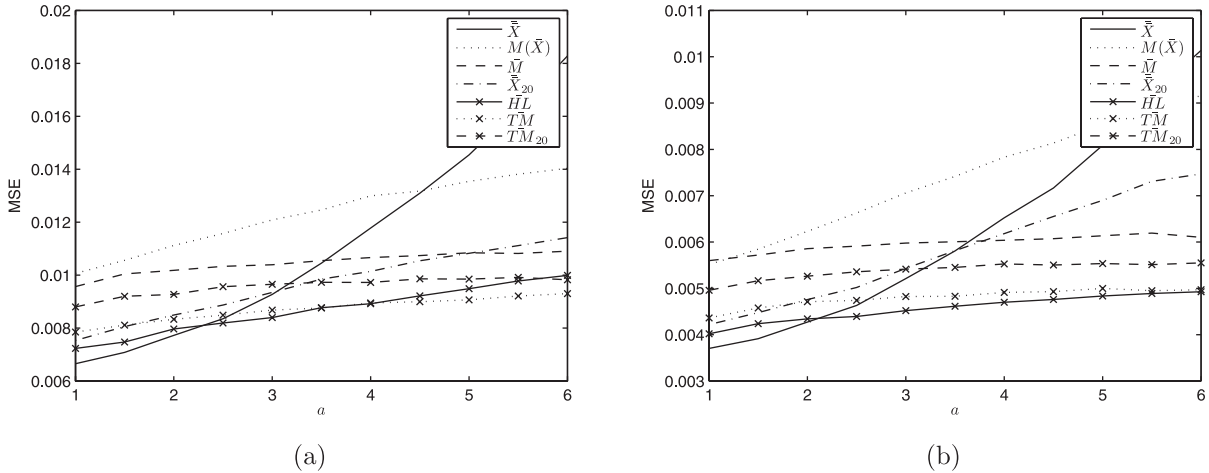 0.02
0.018
0.016
0.014
0.012
0.01
0.008
0.006
MSE
1 2 3 4 5 6
a
X̄̄
M(X̄)
M̄
X̄̄₂₀
H̄L
T̄M
T̄M₂₀
(a)
0.011
0.01
0.009
0.008
0.007
0.006
0.005
0.004
0.003
MSE
1 2 3 4 5 6
a
X̄̄
M(X̄)
M̄
X̄̄₂₀
H̄L
T̄M
T̄M₂₀
(b)